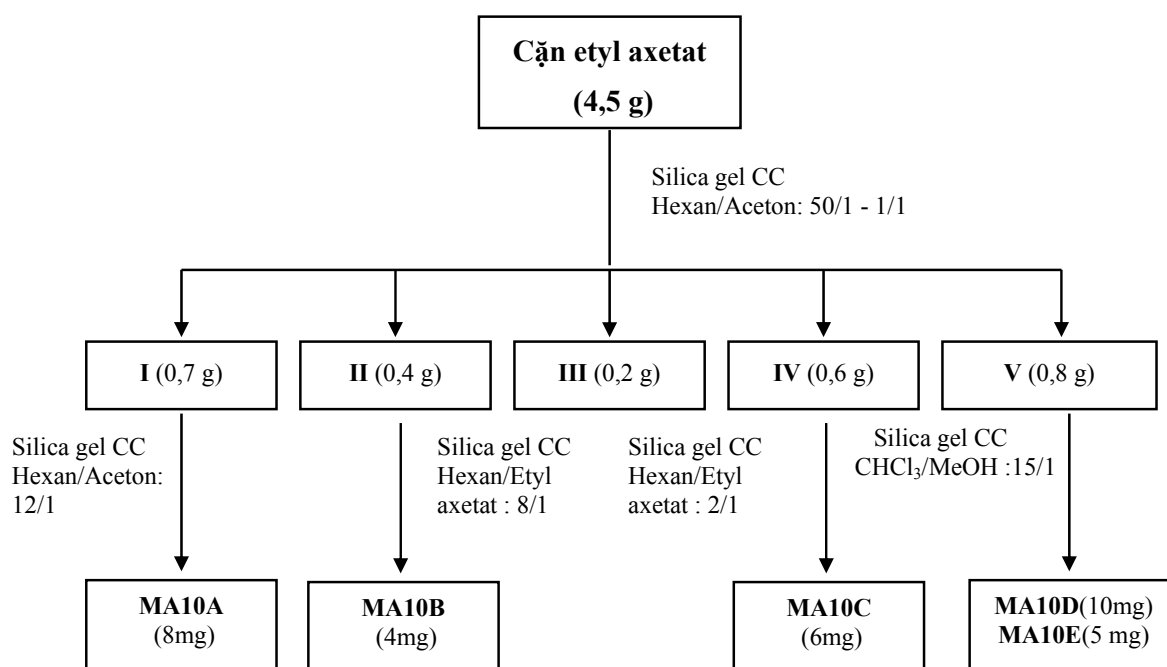 Cặn etyl axetat
(4,5 g)
Silica gel CC
Hexan/Aceton: 50/1 - 1/1
I (0,7 g)
II (0,4 g)
III (0,2 g)
IV (0,6 g)
V (0,8 g)
Silica gel CC
Hexan/Aceton:
12/1
Silica gel CC
Hexan/Etyl
axetat : 8/1
Silica gel CC
Hexan/Etyl
axetat : 2/1
Silica gel CC
CHCl₃/MeOH :15/1
MA10A
(8mg)
MA10B
(4mg)
MA10C
(6mg)
MA10D(10mg)
MA10E(5 mg)